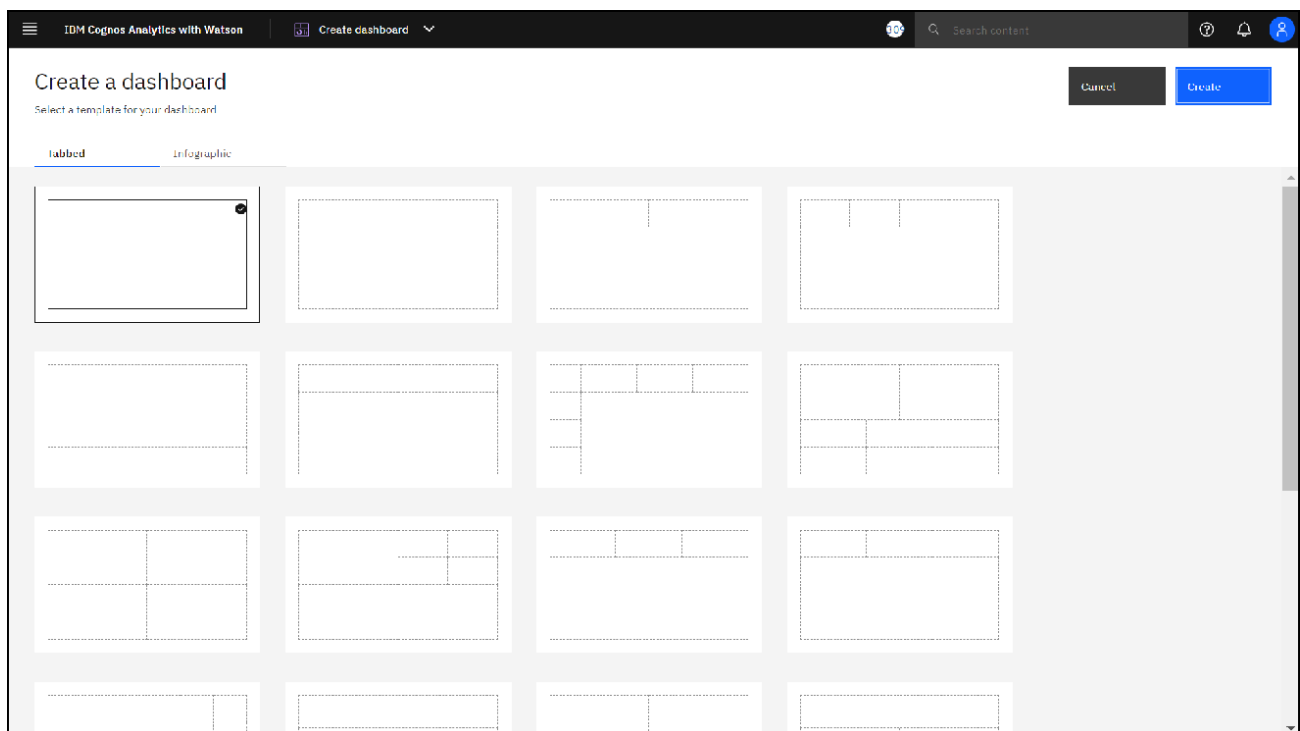 IBM Cognos Analytics with Watson
Create dashboard
Search content
Create a dashboard
Select a template for your dashboard
Cancel
Create
Tabbed
Infographic